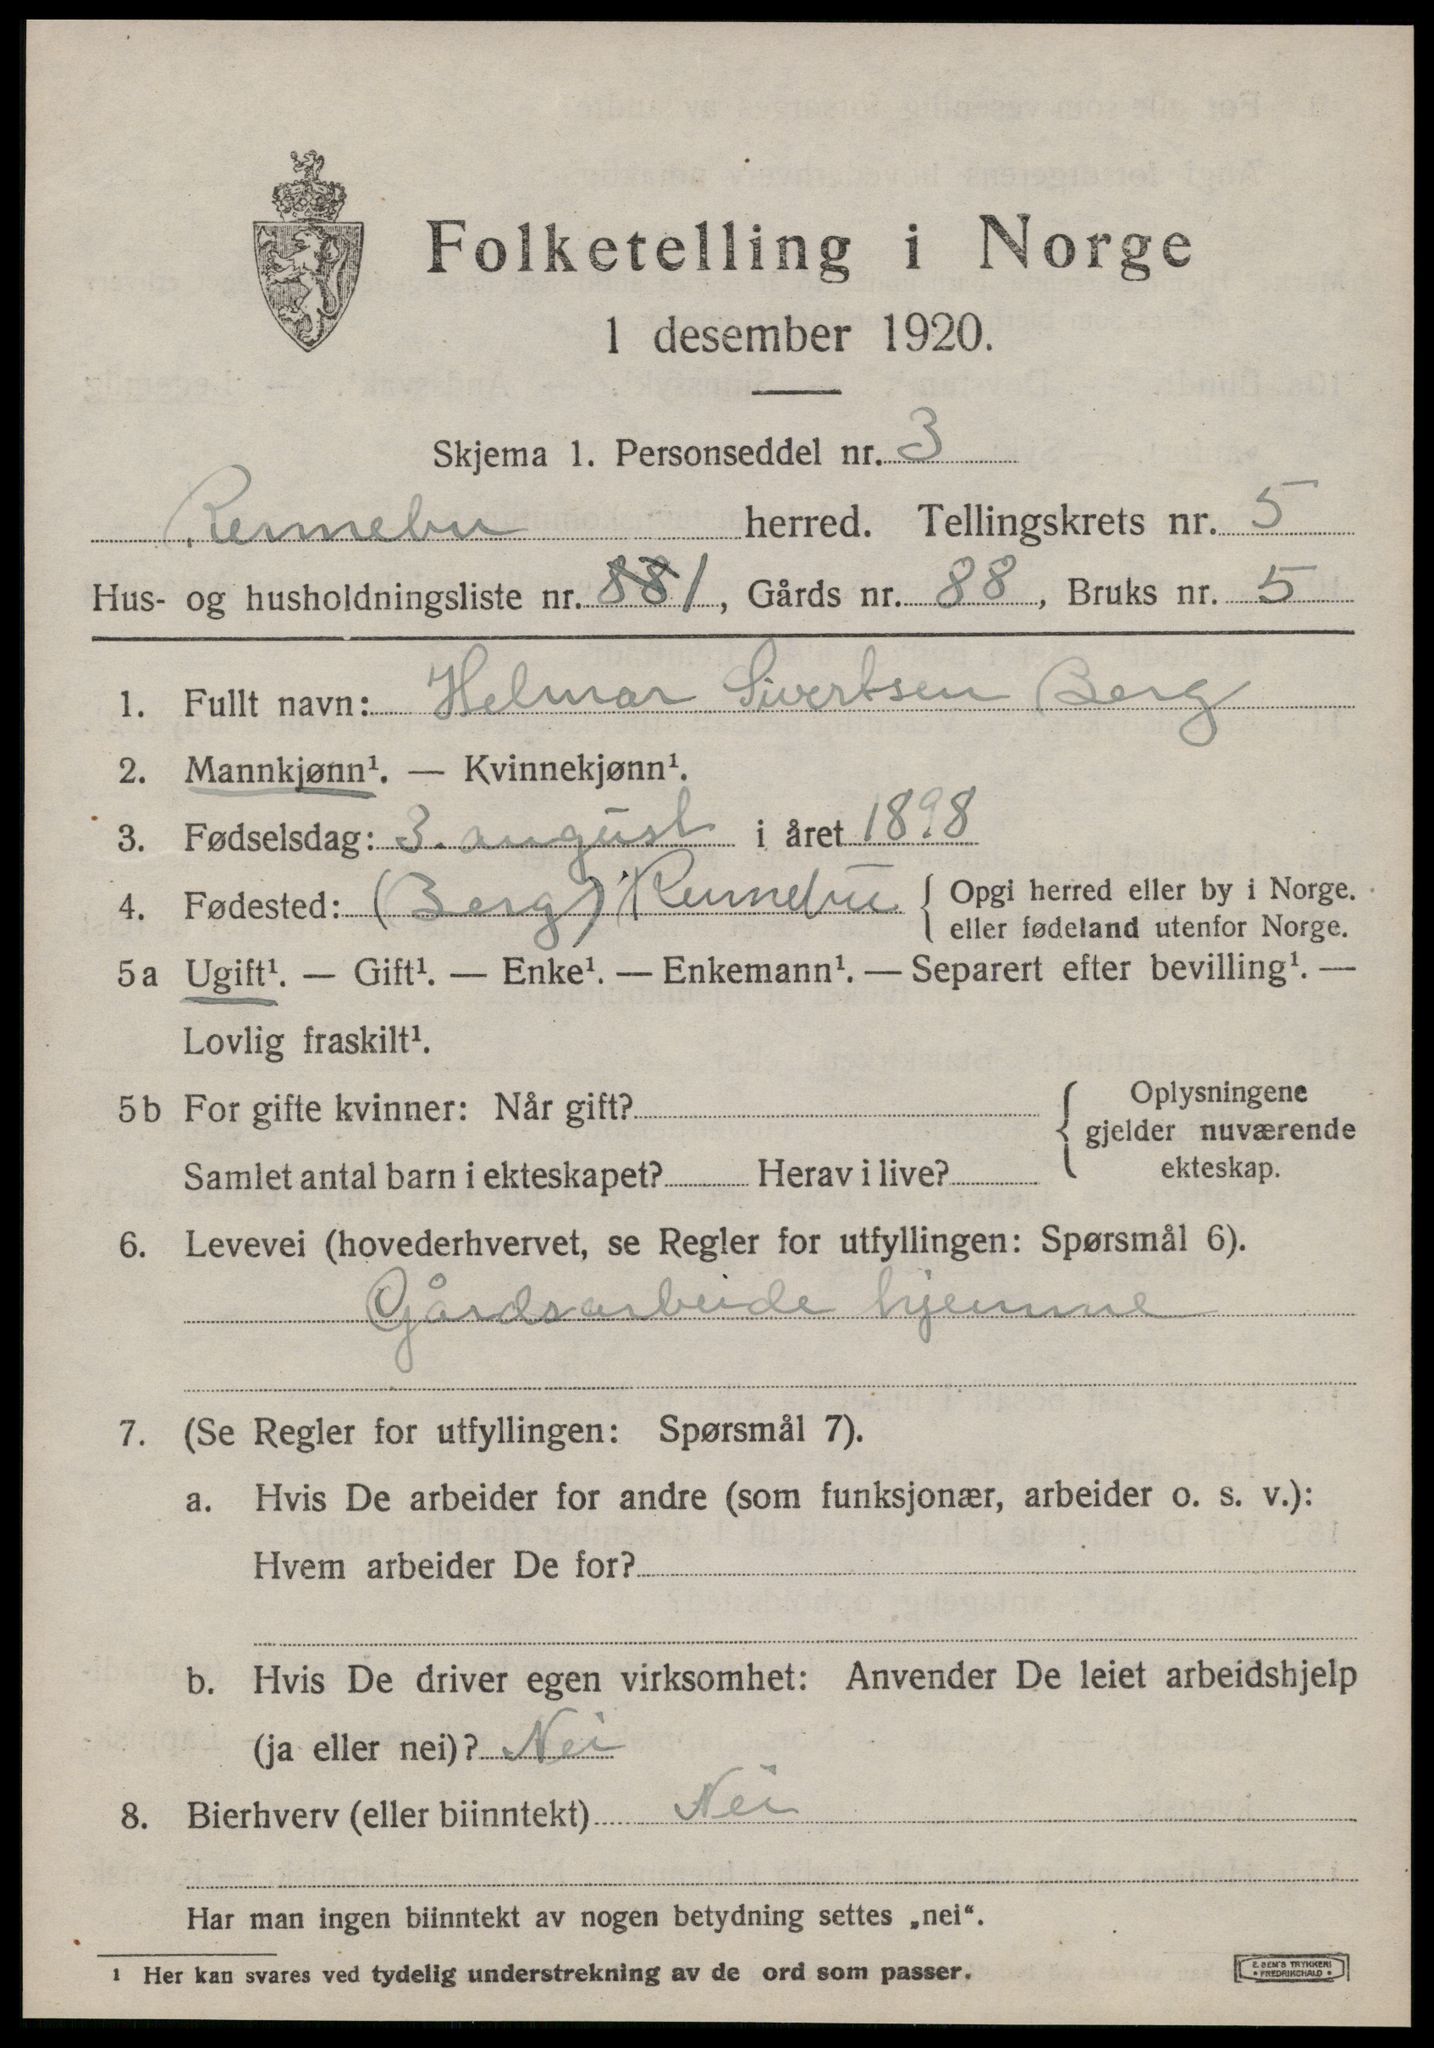 Folketelling i Norge
1 desember 1920.
Skjema 1. Personseddel nr. 3
Rennebu herred. Tellingskrets nr. 5
Hus- og husholdningsliste nr. 88 1, Gårds nr. 88, Bruks nr. 5
1. Fullt navn: Helmar Sivertsen Berg
2. Mannkjønn¹. — Kvinnekjønn¹.
3. Fødselsdag: 3. august i året 1898
4. Fødested: (Berg) Rennebu { Opgi herred eller by i Norge.
eller fødeland utenfor Norge.
5a Ugift¹. — Gift¹. — Enke¹. — Enkemann¹. — Separert efter bevilling¹. —
Lovlig fraskilt¹.
5b For gifte kvinner: Når gift? { Oplysningene
gjelder nuværende
Samlet antal barn i ekteskapet? Herav i live? ekteskap.
6. Levevei (hovederhvervet, se Regler for utfyllingen: Spørsmål 6).
Gårdsarbeide hjemme
7. (Se Regler for utfyllingen: Spørsmål 7).
a. Hvis De arbeider for andre (som funksjonær, arbeider o. s. v.):
Hvem arbeider De for?
b. Hvis De driver egen virksomhet: Anvender De leiet arbeidshjelp
(ja eller nei)? Nei
8. Bierhverv (eller biinntekt) Nei
Har man ingen biinntekt av nogen betydning settes „nei“.
¹ Her kan svares ved tydelig understrekning av de ord som passer.
E. SEM'S TRYKKERI
• FREDRIKSHALD •